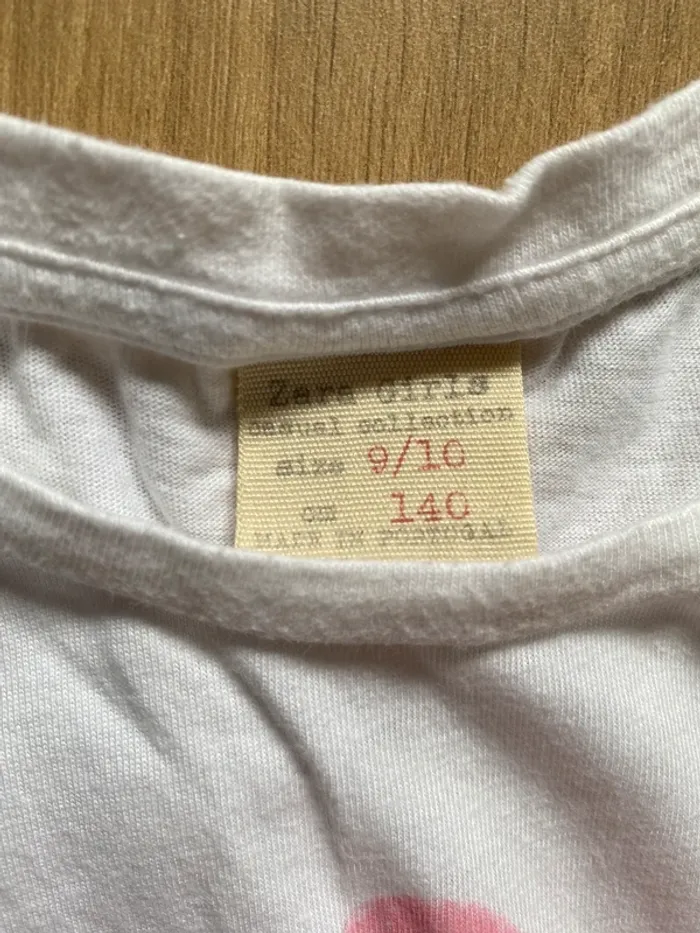 Zara Girls
casual collection
size 9/10
cm 140
MADE IN PORTUGAL